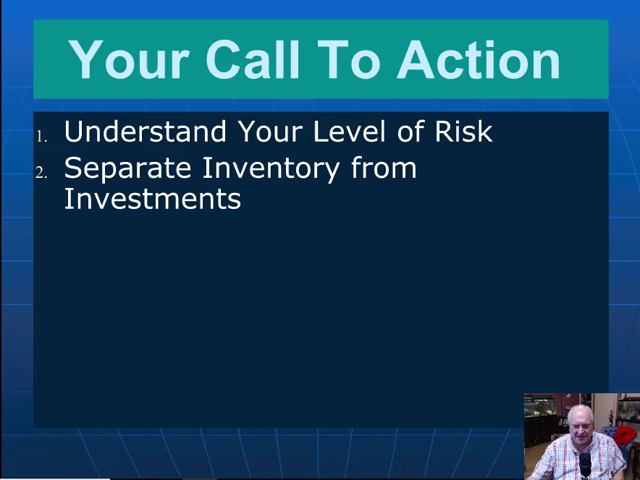 Your Call To Action
1. Understand Your Level of Risk
2. Separate Inventory from
Investments